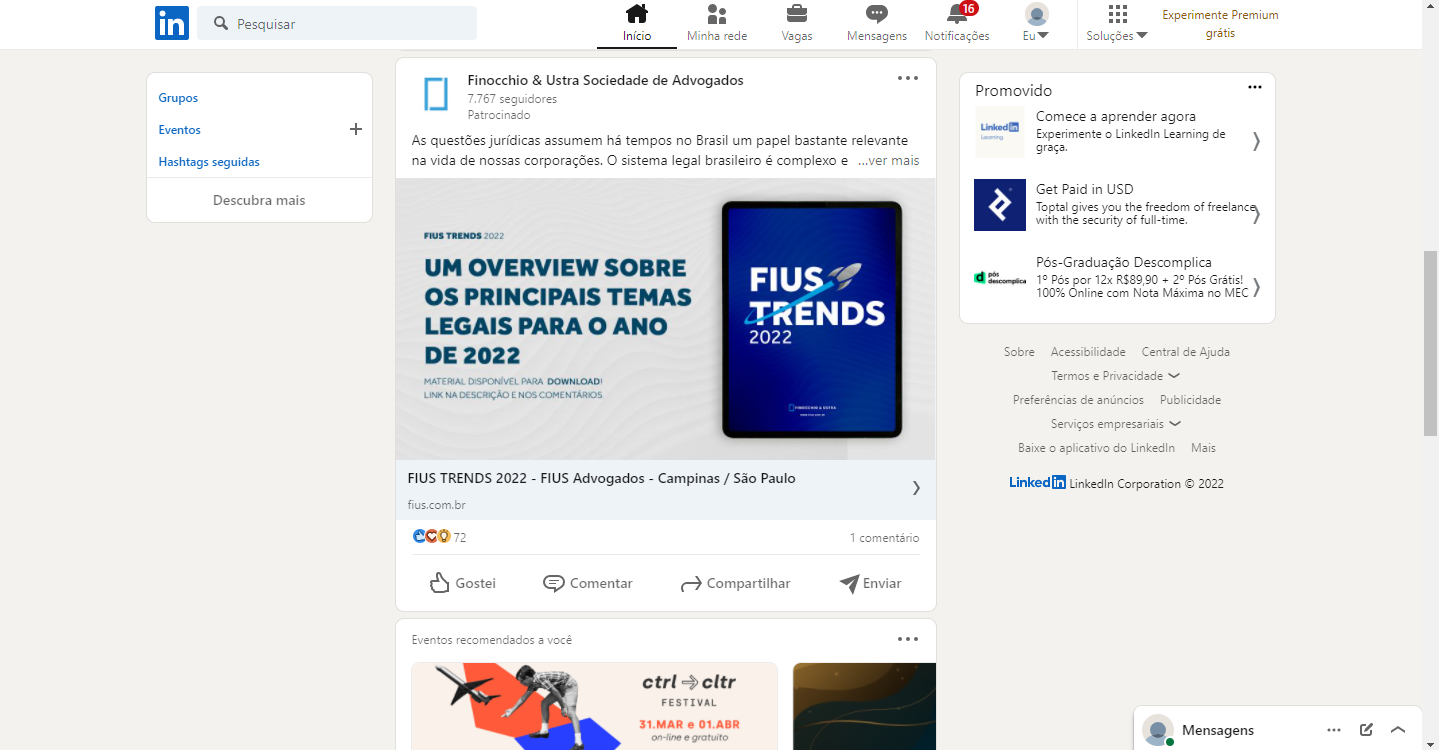 in
Pesquisar
Início
Minha rede
Vagas
Mensagens
16
Notificações
Eu
Soluções
Experimente Premium
grátis
Grupos
Eventos
Hashtags seguidas
Descubra mais
Finocchio & Ustra Sociedade de Advogados
7.767 seguidores
Patrocinado
As questões jurídicas assumem há tempos no Brasil um papel bastante relevante
na vida de nossas corporações. O sistema legal brasileiro é complexo e ...ver mais
FIUS TRENDS 2022
UM OVERVIEW SOBRE
OS PRINCIPAIS TEMAS
LEGAIS PARA O ANO
DE 2022
MATERIAL DISPONÍVEL PARA DOWNLOAD!
LINK NA DESCRIÇÃO E NOS COMENTÁRIOS.
FIUS
TRENDS
2022
FINOCCHIO & USTRA
www.fius.com.br
FIUS TRENDS 2022 - FIUS Advogados - Campinas / São Paulo
fius.com.br
72
1 comentário
Gostei
Comentar
Compartilhar
Enviar
Eventos recomendados a você
ctrl cltr
FESTIVAL
31.MAR e 01.ABR
on-line e gratuito
Promovido
LinkedIn
Learning
Comece a aprender agora
Experimente o LinkedIn Learning de
graça.
Get Paid in USD
Toptal gives you the freedom of freelance
with the security of full-time.
d pós
descomplica
Pós-Graduação Descomplica
1º Pós por 12x R$89,90 + 2º Pós Grátis!
100% Online com Nota Máxima no MEC
Sobre Acessibilidade Central de Ajuda
Termos e Privacidade
Preferências de anúncios Publicidade
Serviços empresariais
Baixe o aplicativo do LinkedIn Mais
LinkedIn LinkedIn Corporation © 2022
Mensagens